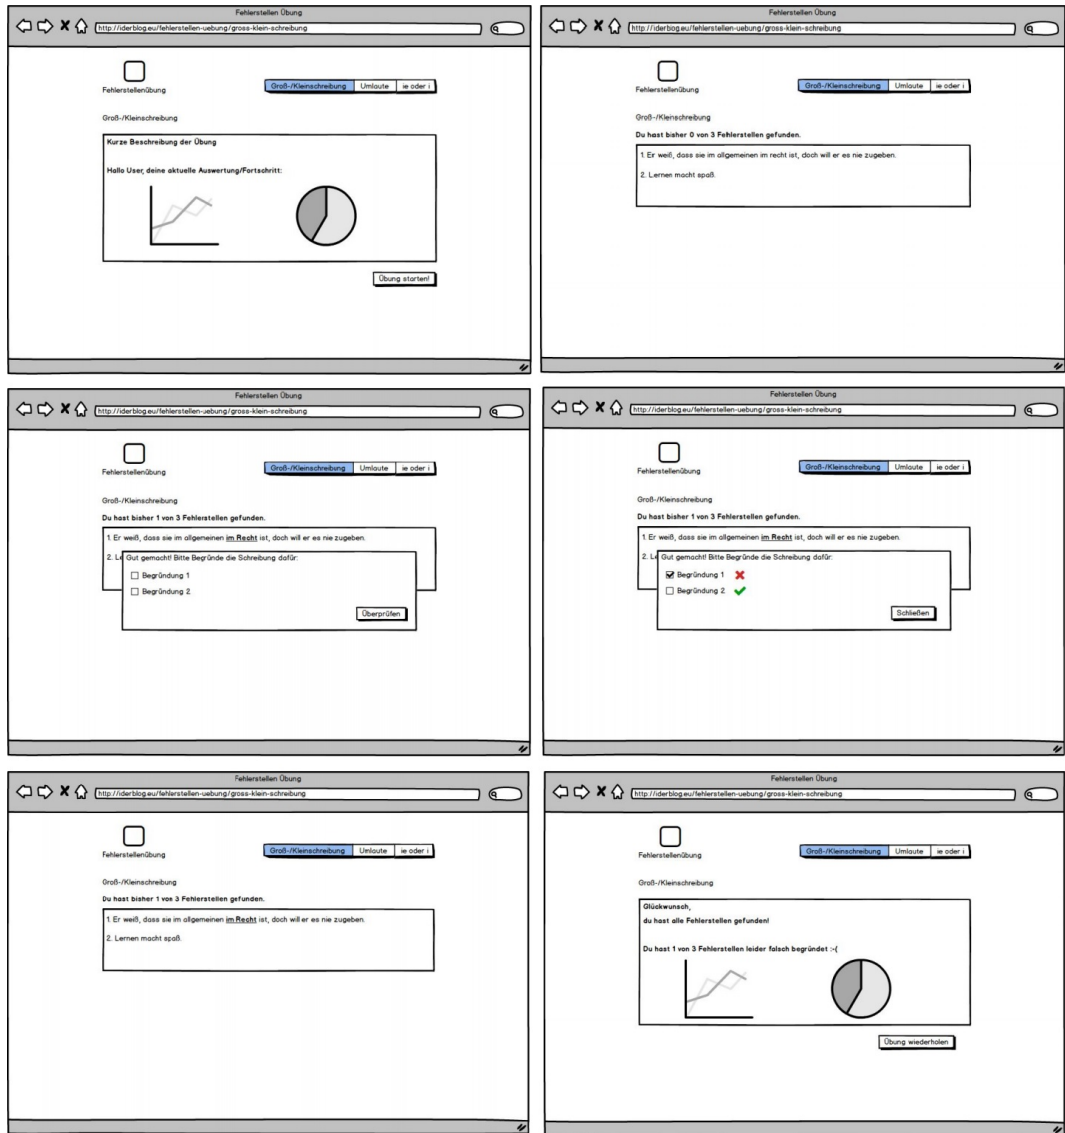 Fehlerstellen Übung
http://iderblog.eu/fehlerstellen-uebung/gross-klein-schreibung
Fehlerstellenübung
Groß-/Kleinschreibung Umlaute ie oder i
Groß-/Kleinschreibung
Kurze Beschreibung der Übung
Hallo User, deine aktuelle Auswertung/Fortschritt:
Übung starten!
Fehlerstellen Übung
http://iderblog.eu/fehlerstellen-uebung/gross-klein-schreibung
Fehlerstellenübung
Groß-/Kleinschreibung Umlaute ie oder i
Groß-/Kleinschreibung
Du hast bisher 0 von 3 Fehlerstellen gefunden.
1. Er weiß, dass sie im allgemeinen im recht ist, doch will er es nie zugeben.
2. Lernen macht spaß.
Fehlerstellen Übung
http://iderblog.eu/fehlerstellen-uebung/gross-klein-schreibung
Fehlerstellenübung
Groß-/Kleinschreibung Umlaute ie oder i
Groß-/Kleinschreibung
Du hast bisher 1 von 3 Fehlerstellen gefunden.
1. Er weiß, dass sie im allgemeinen im Recht ist, doch will er es nie zugeben.
2. Le
Gut gemacht! Bitte Begründe die Schreibung dafür:
Begründung 1
Begründung 2
Überprüfen
Fehlerstellen Übung
http://iderblog.eu/fehlerstellen-uebung/gross-klein-schreibung
Fehlerstellenübung
Groß-/Kleinschreibung Umlaute ie oder i
Groß-/Kleinschreibung
Du hast bisher 1 von 3 Fehlerstellen gefunden.
1. Er weiß, dass sie im allgemeinen im Recht ist, doch will er es nie zugeben.
2. Le
Gut gemacht! Bitte Begründe die Schreibung dafür:
Begründung 1
Begründung 2
Schließen
Fehlerstellen Übung
http://iderblog.eu/fehlerstellen-uebung/gross-klein-schreibung
Fehlerstellenübung
Groß-/Kleinschreibung Umlaute ie oder i
Groß-/Kleinschreibung
Du hast bisher 1 von 3 Fehlerstellen gefunden.
1. Er weiß, dass sie im allgemeinen im Recht ist, doch will er es nie zugeben.
2. Lernen macht spaß.
Fehlerstellen Übung
http://iderblog.eu/fehlerstellen-uebung/gross-klein-schreibung
Fehlerstellenübung
Groß-/Kleinschreibung Umlaute ie oder i
Groß-/Kleinschreibung
Glückwunsch,
du hast alle Fehlerstellen gefunden!
Du hast 1 von 3 Fehlerstellen leider falsch begründet :-(
Übung wiederholen